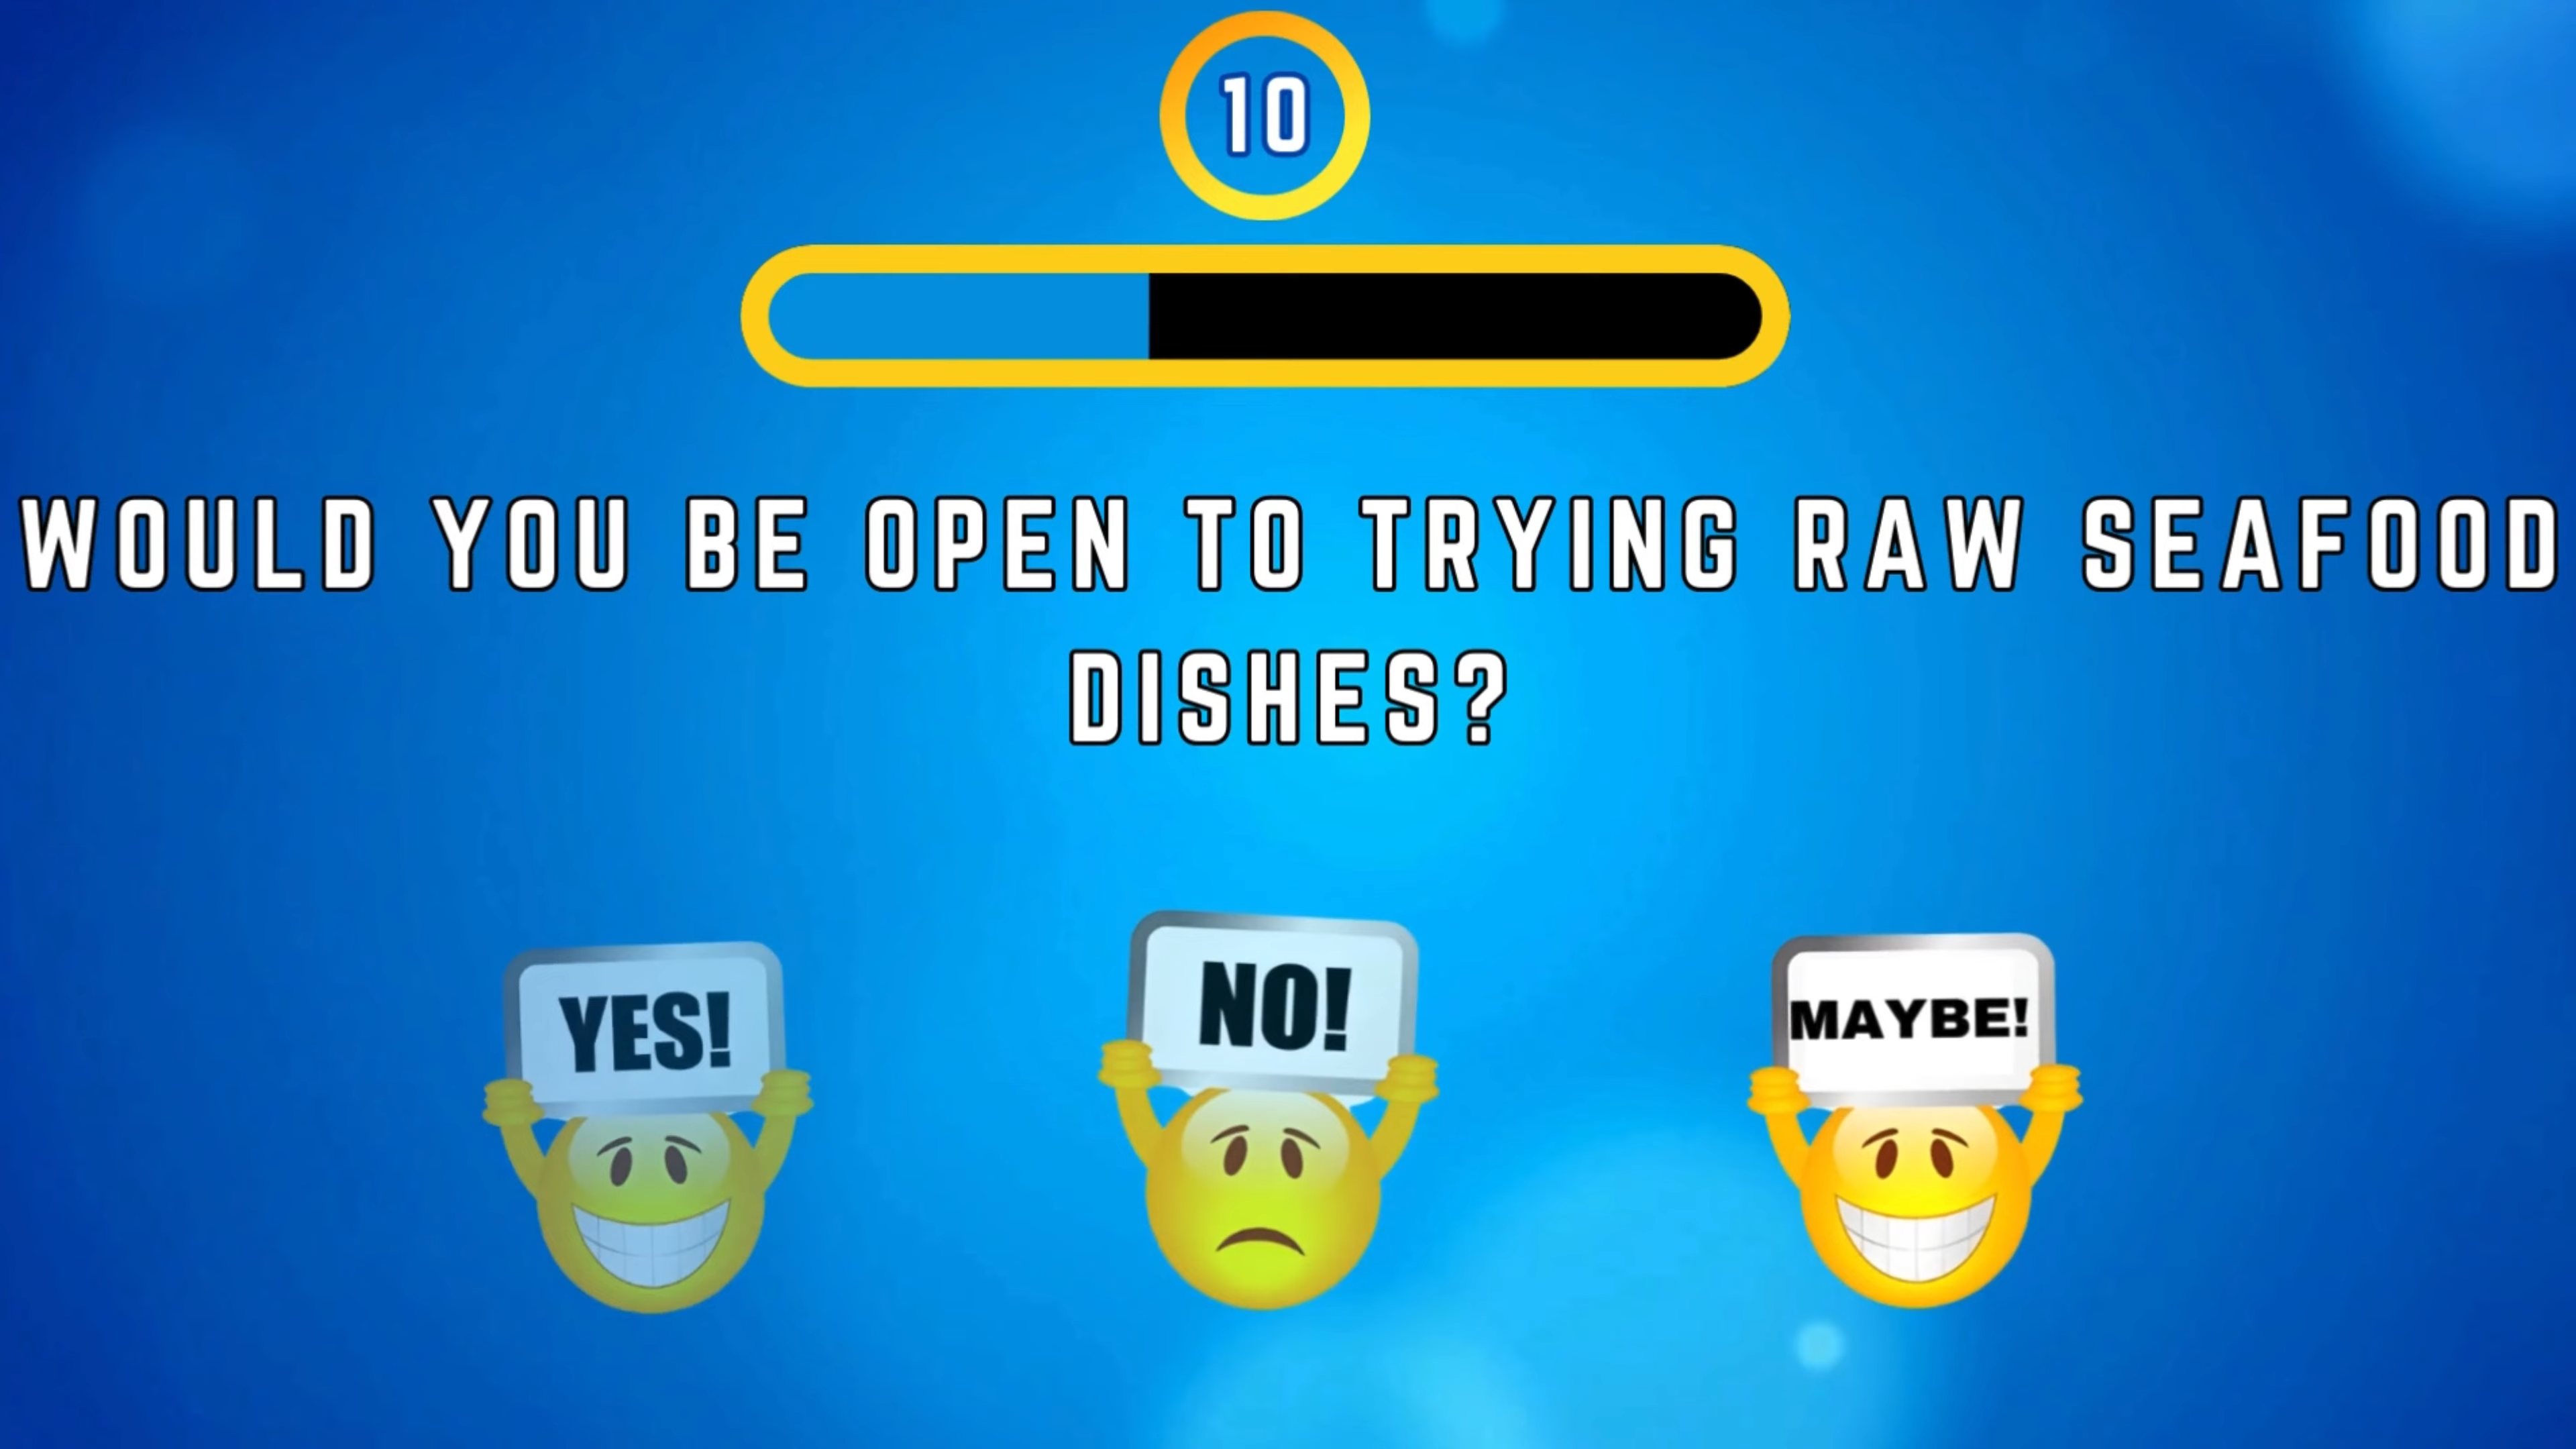 10
WOULD YOU BE OPEN TO TRYING RAW SEAFOOD
DISHES?
YES!
NO!
MAYBE!